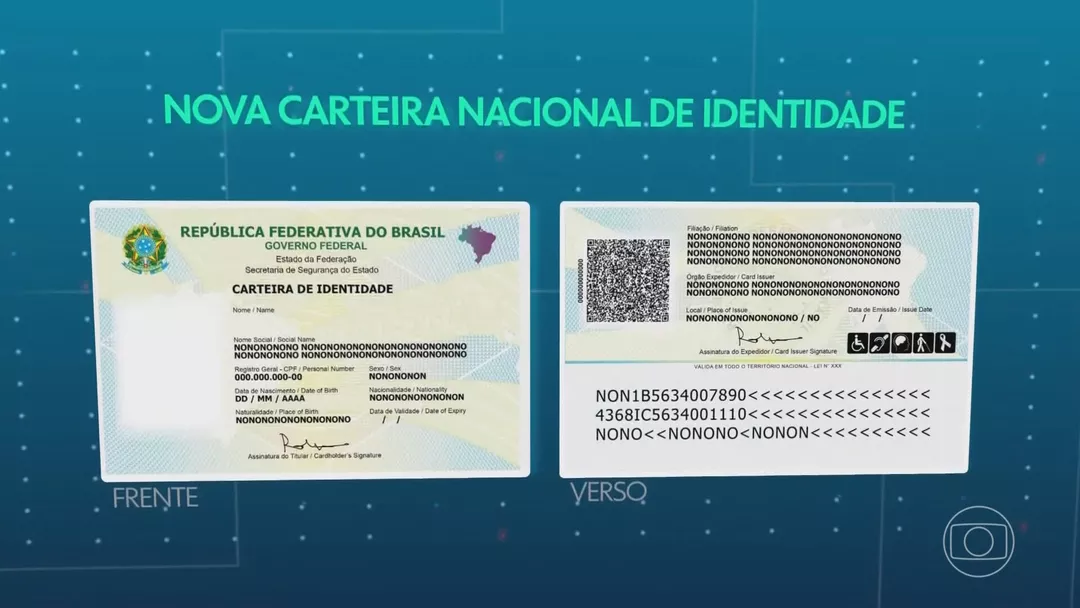 NOVA CARTEIRA NACIONAL DE IDENTIDADE
REPÚBLICA FEDERATIVA DO BRASIL
GOVERNO FEDERAL
Estado da Federação
Secretaria de Segurança do Estado
CARTEIRA DE IDENTIDADE
Nome / Name
Nome Social / Social Name
NONONONONO NONONONONONONONONONONONO
NONONONONO NONONONONONONONONONONONO
Registro Geral - CPF / Personal Number
000.000.000-00
Sexo / Sex
NONONONON
Data de Nascimento / Date of Birth
DD / MM / AAAA
Nacionalidade / Nationality
NONONONONONONONO
Naturalidade / Place of Birth
NONONONONONONONONO
Data de Validade / Date of Expiry
/ /
Assinatura do Titular / Cardholder's Signature
FRENTE
000000000000
Filiação / Filiation
NONONONONO NONONONONONONONONONONONO
NONONONONO NONONONONONONONONONONONO
NONONONONO NONONONONONONONONONONONO
NONONONONO NONONONONONONONONONONONO
Órgão Expedidor / Card Issuer
NONONONONO NONONONONONONONONONONONO
NONONONONO NONONONONONONONONONONONO
Local / Place of Issue
NONONONONONONONONO / NO
Data de Emissão / Issue Date
/ /
Assinatura do Expedidor / Card Issuer Signature
VALIDA EM TODO O TERRITÓRIO NACIONAL - LEI N° XXX
NON1B5634007890<<<<<<<<<<<<<<<
4368IC5634001110<<<<<<<<<<<<<<
NONO<<NONONO<NONON<<<<<<<<<<
VERSO